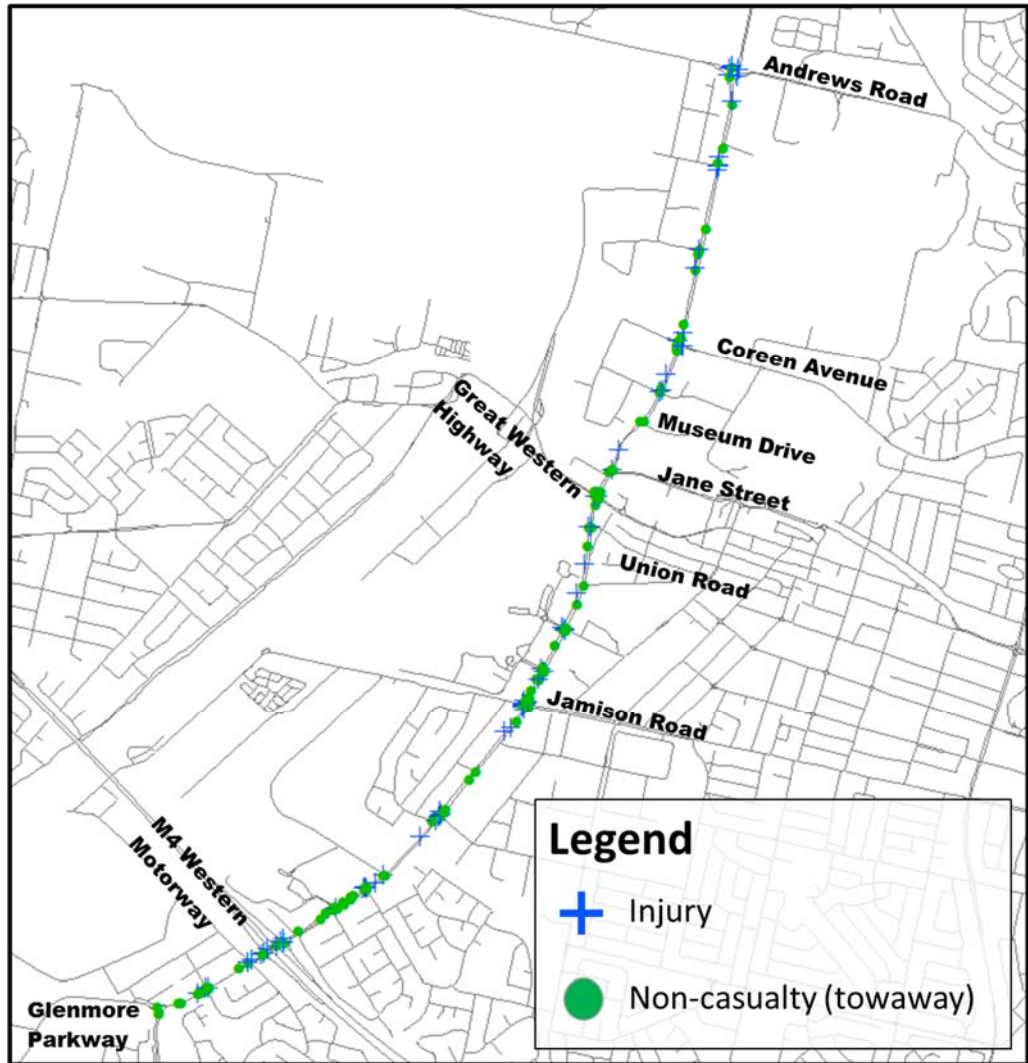 Andrews Road
Coreen Avenue
Great Western
Highway
Museum Drive
Jane Street
Union Road
Jamison Road
M4 Western
Motorway
Glenmore
Parkway
Legend
Injury
Non-casualty (towaway)